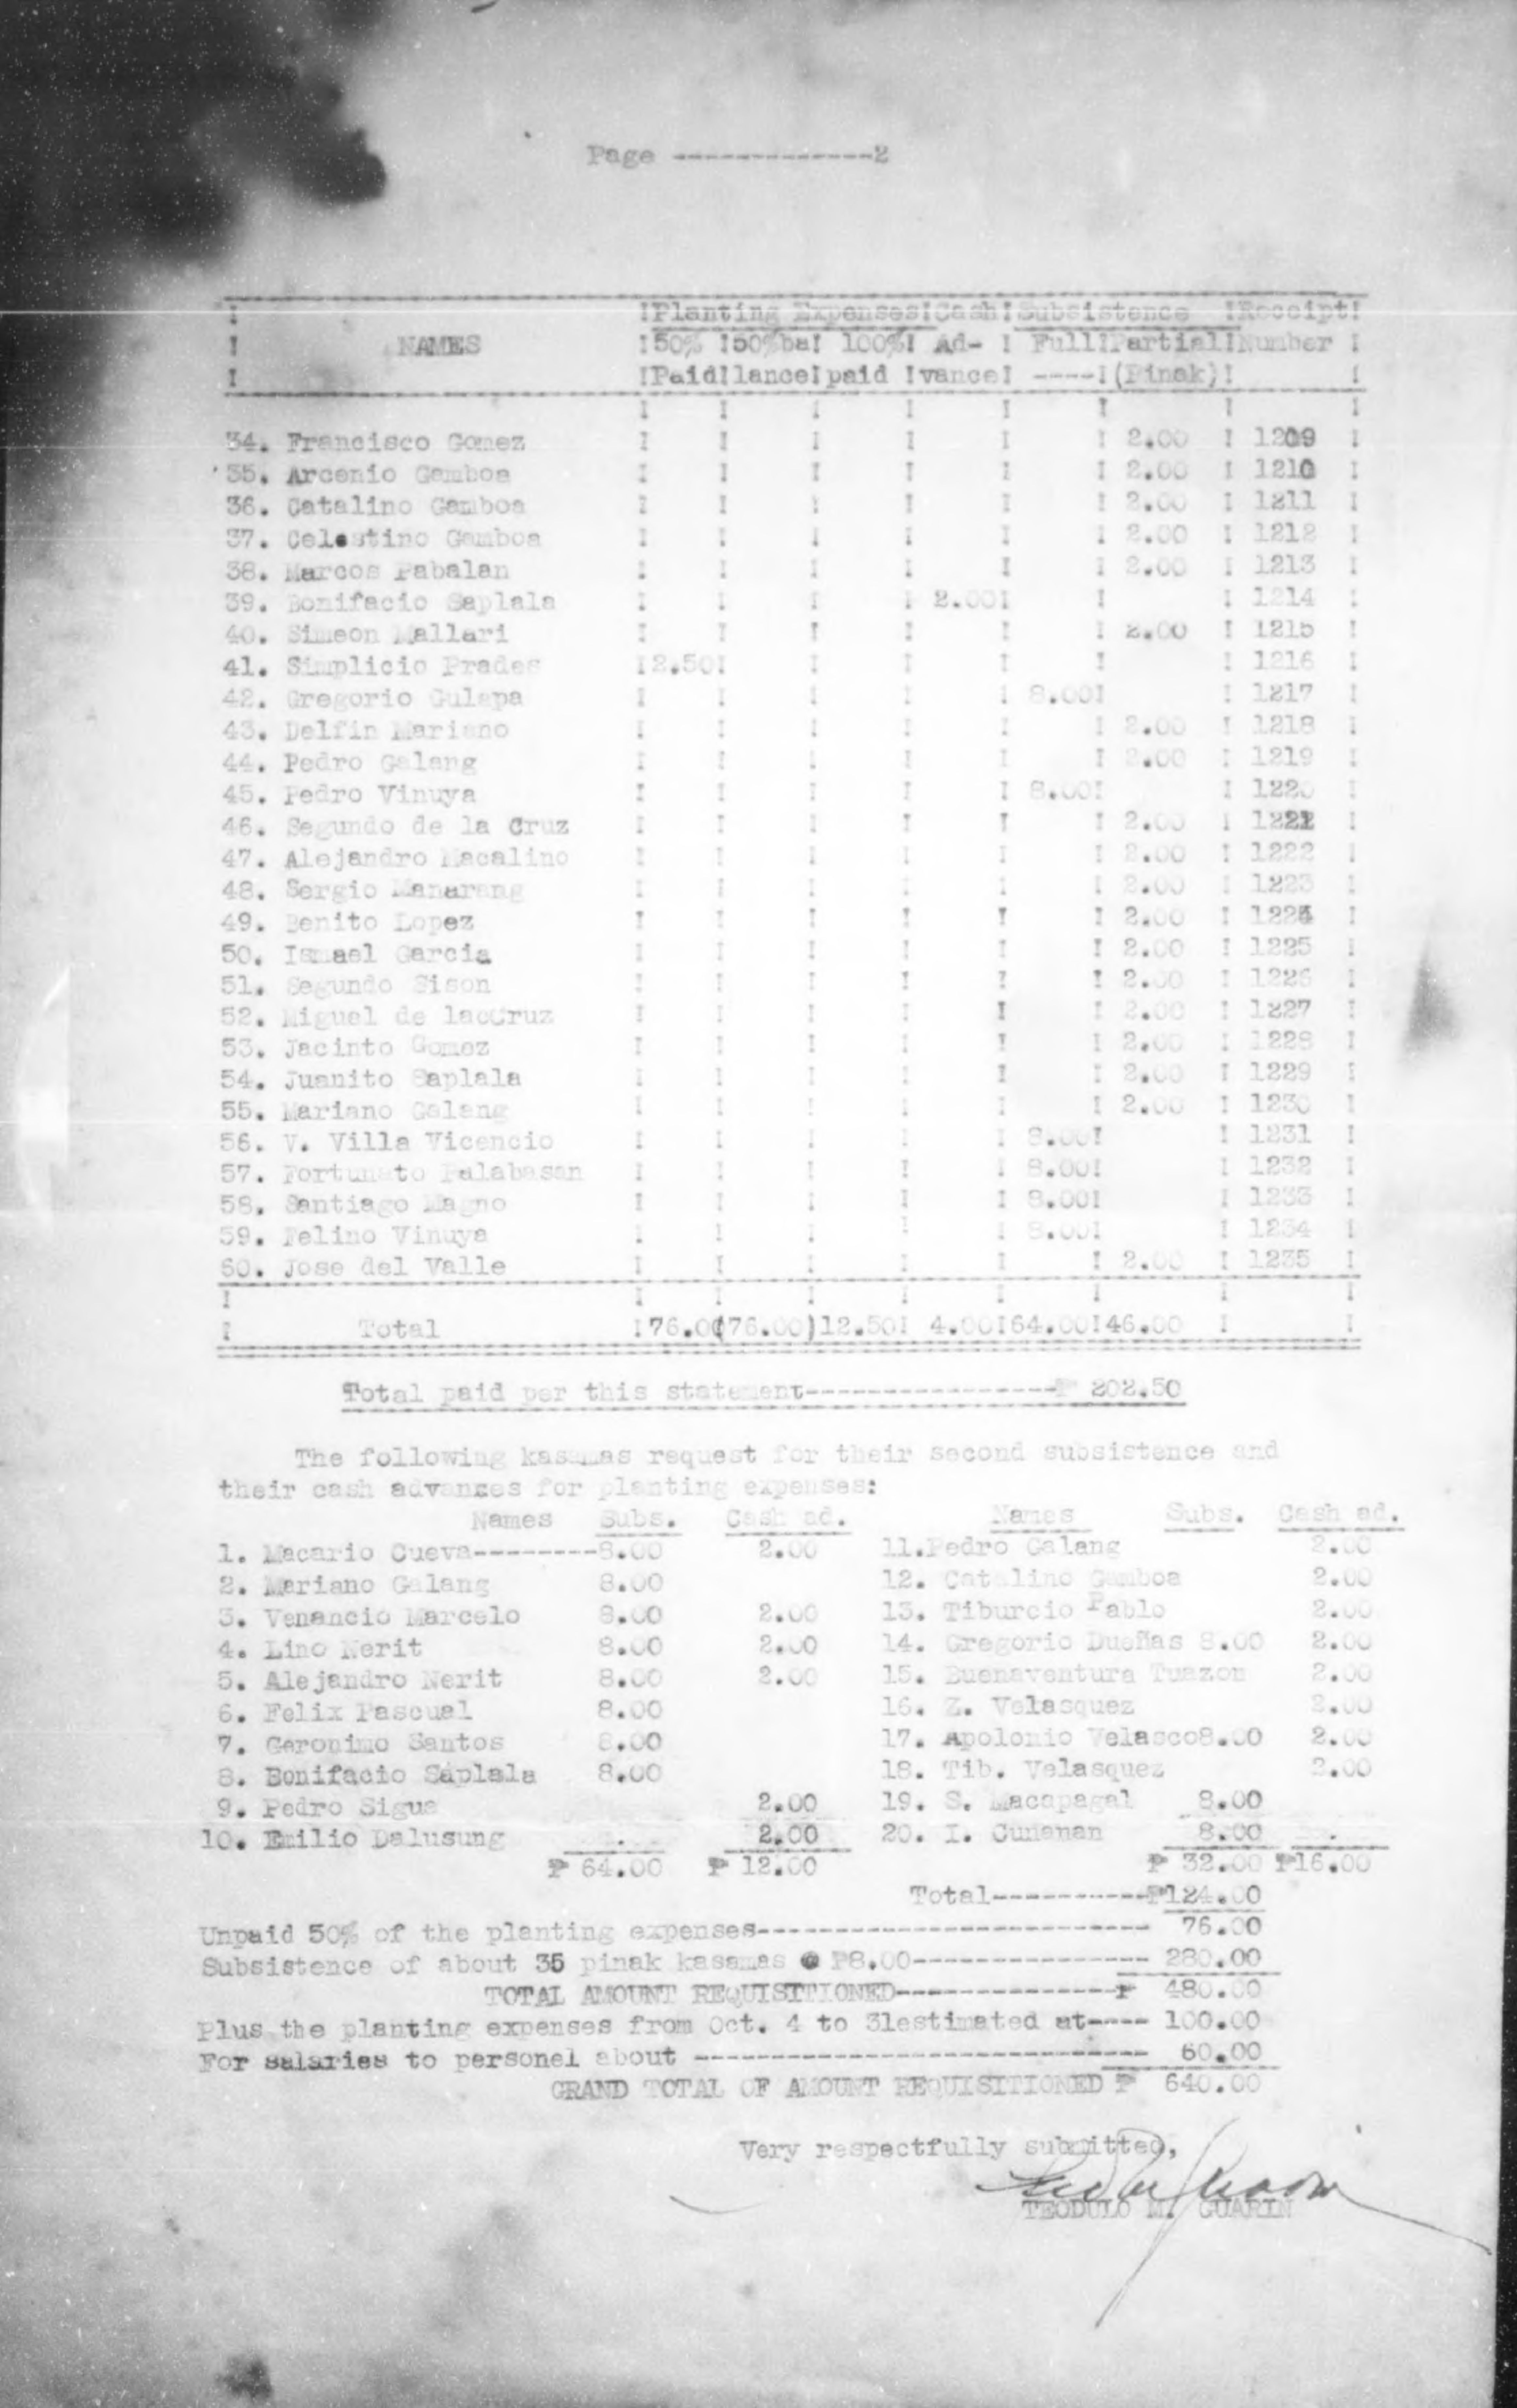 Page -------------2
!Planting Expenses!Cash!Subsistence !Receipt!
! NAMES !50% !50%ba! 100%! Ad- ! Full!Partial!Number !
! !Paid!lance!paid !vance! ----!(Pinak)! !
34. Francisco Gomez 2.00 1209
35. Arcenio Gamboa 2.00 1210
36. Catalino Gamboa 2.00 1211
37. Celestino Gamboa 2.00 1212
38. Marcos Pabalan 2.00 1213
39. Bonifacio Saplala 2.00 1214
40. Simeon Mallari 2.00 1215
41. Simplicio Prades 2.50 1216
42. Gregorio Gulapa 8.00 1217
43. Delfin Mariano 2.00 1218
44. Pedro Galang 2.00 1219
45. Pedro Vinuya 8.00 1220
46. Segundo de la Cruz 2.00 1221
47. Alejandro Macalino 2.00 1222
48. Sergio Manarang 2.00 1223
49. Benito Lopez 2.00 1224
50. Ismael Garcia 2.00 1225
51. Segundo Sison 2.00 1226
52. Miguel de lacCruz 2.00 1227
53. Jacinto Gomez 2.00 1228
54. Juanito Saplala 2.00 1229
55. Mariano Galang 2.00 1230
56. V. Villa Vicencio 8.00 1231
57. Fortunato Palabasan 8.00 1232
58. Santiago Magno 8.00 1233
59. Felino Vinuya 8.00 1234
60. Jose del Valle 2.00 1235
Total !76.00(76.00)12.50! 4.00!64.00!46.00 ! !
Total paid per this statement----------------₱ 202.50
The following kasamas request for their second subsistence and
their cash advances for planting expenses:
Names Subs. Cash ad. Names Subs. Cash ad.
1. Macario Cueva--------8.00 2.00 11.Pedro Galang 2.00
2. Mariano Galang 8.00 12. Catalino Gamboa 2.00
3. Venancio Marcelo 8.00 2.00 13. Tiburcio Pablo 2.00
4. Lino Nerit 8.00 2.00 14. Gregorio Dueñas 8.00 2.00
5. Alejandro Nerit 8.00 2.00 15. Buenaventura Tuazon 2.00
6. Felix Pascual 8.00 16. Z. Velasquez 2.00
7. Geronimo Santos 8.00 17. Apolonio Velasco8.00 2.00
8. Bonifacio Saplala 8.00 18. Tib. Velasquez 2.00
9. Pedro Sigua 2.00 19. S. Macapagal 8.00
10. Emilio Dalusung . 2.00 20. I. Cunanan 8.00 .
₱ 64.00 ₱ 12.00 ₱ 32.00 ₱16.00
Total-----------₱124.00
Unpaid 50% of the planting expenses-------------------------- 76.00
Subsistence of about 35 pinak kasamas @ ₱8.00---------------- 280.00
TOTAL AMOUNT REQUISITIONED---------------₱ 480.00
Plus the planting expenses from Oct. 4 to 31estimated at---- 100.00
For salaries to personel about ------------------------------ 60.00
GRAND TOTAL OF AMOUNT REQUISITIONED ₱ 640.00
Very respectfully submitted,
TEODULO M. GUARIN